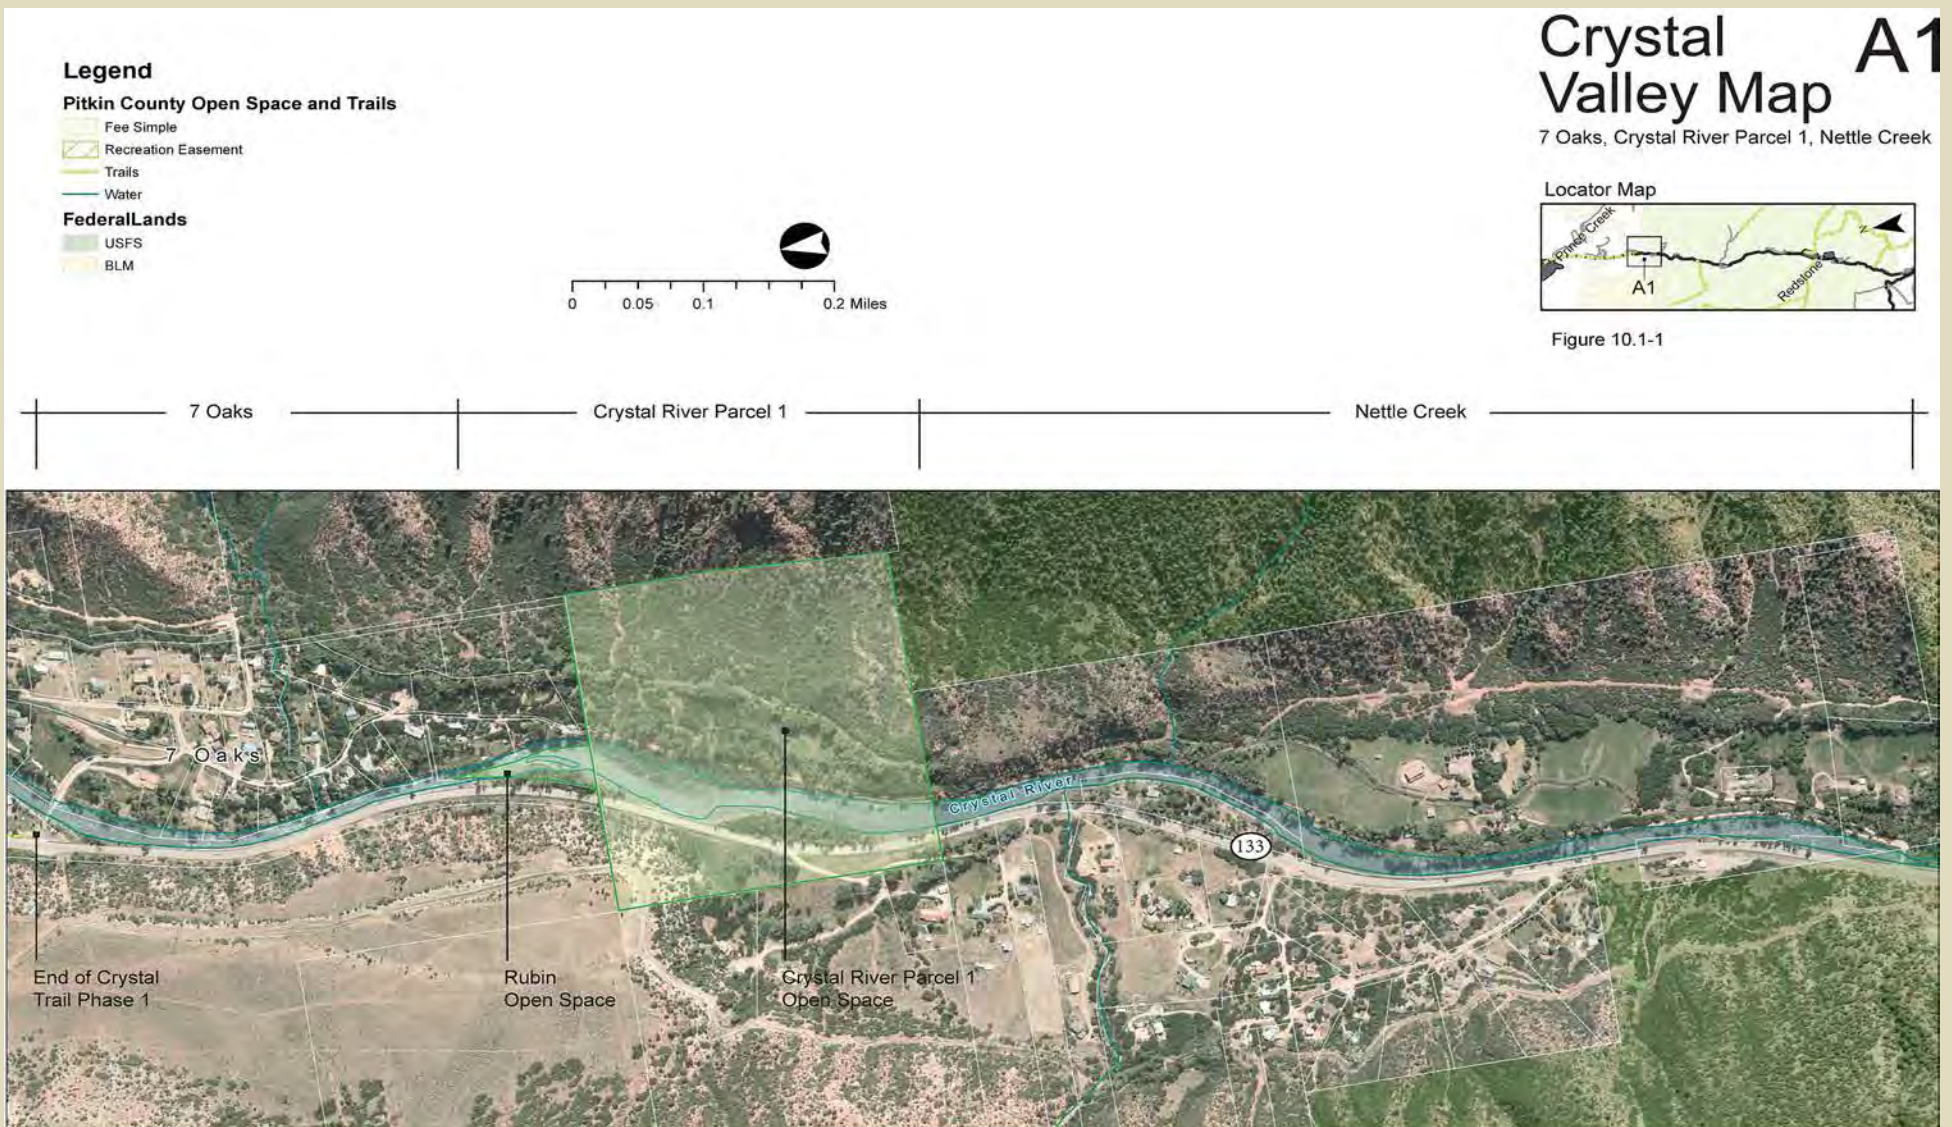 Crystal
Valley Map
A1
7 Oaks, Crystal River Parcel 1, Nettle Creek
Legend
Pitkin County Open Space and Trails
Fee Simple
Recreation Easement
Trails
Water
FederalLands
USFS
BLM
0 0.05 0.1 0.2 Miles
Locator Map
Prince Creek
A1
Redstone
N
Figure 10.1-1
7 Oaks
Crystal River Parcel 1
Nettle Creek
7 Oaks
Crystal River
133
End of Crystal
Trail Phase 1
Rubin
Open Space
Crystal River Parcel 1
Open Space